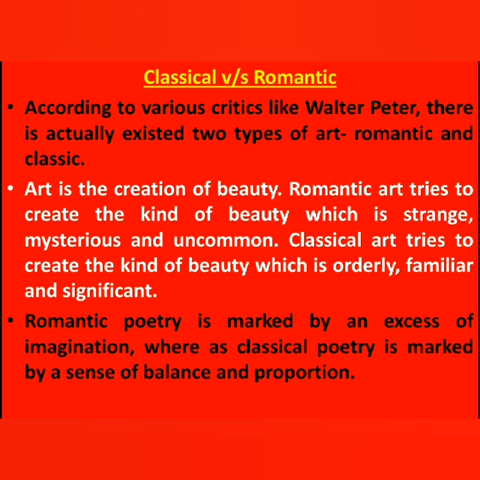 Classical v/s Romantic
• According to various critics like Walter Peter, there
is actually existed two types of art- romantic and
classic.
• Art is the creation of beauty. Romantic art tries to
create the kind of beauty which is strange,
mysterious and uncommon. Classical art tries to
create the kind of beauty which is orderly, familiar
and significant.
• Romantic poetry is marked by an excess of
imagination, where as classical poetry is marked
by a sense of balance and proportion.